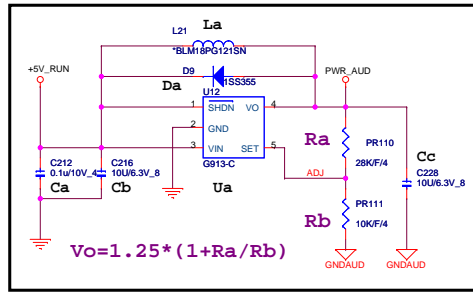 L21
La
*BLM18PG121SN
+5V_RUN
D9
1SS355
PWR_AUD
Da
U12
1
SHDN
VO
4
2
GND
3
VIN
SET
5
G913-C
Ua
ADJ
Ra
PR110
28K/F/4
Rb
PR111
10K/F/4
Cc
C228
10U/6.3V_8
C212
0.1u/10V_4
Ca
C216
10U/6.3V_8
Cb
Vo=1.25*(1+Ra/Rb)
GNDAUD
GNDAUD